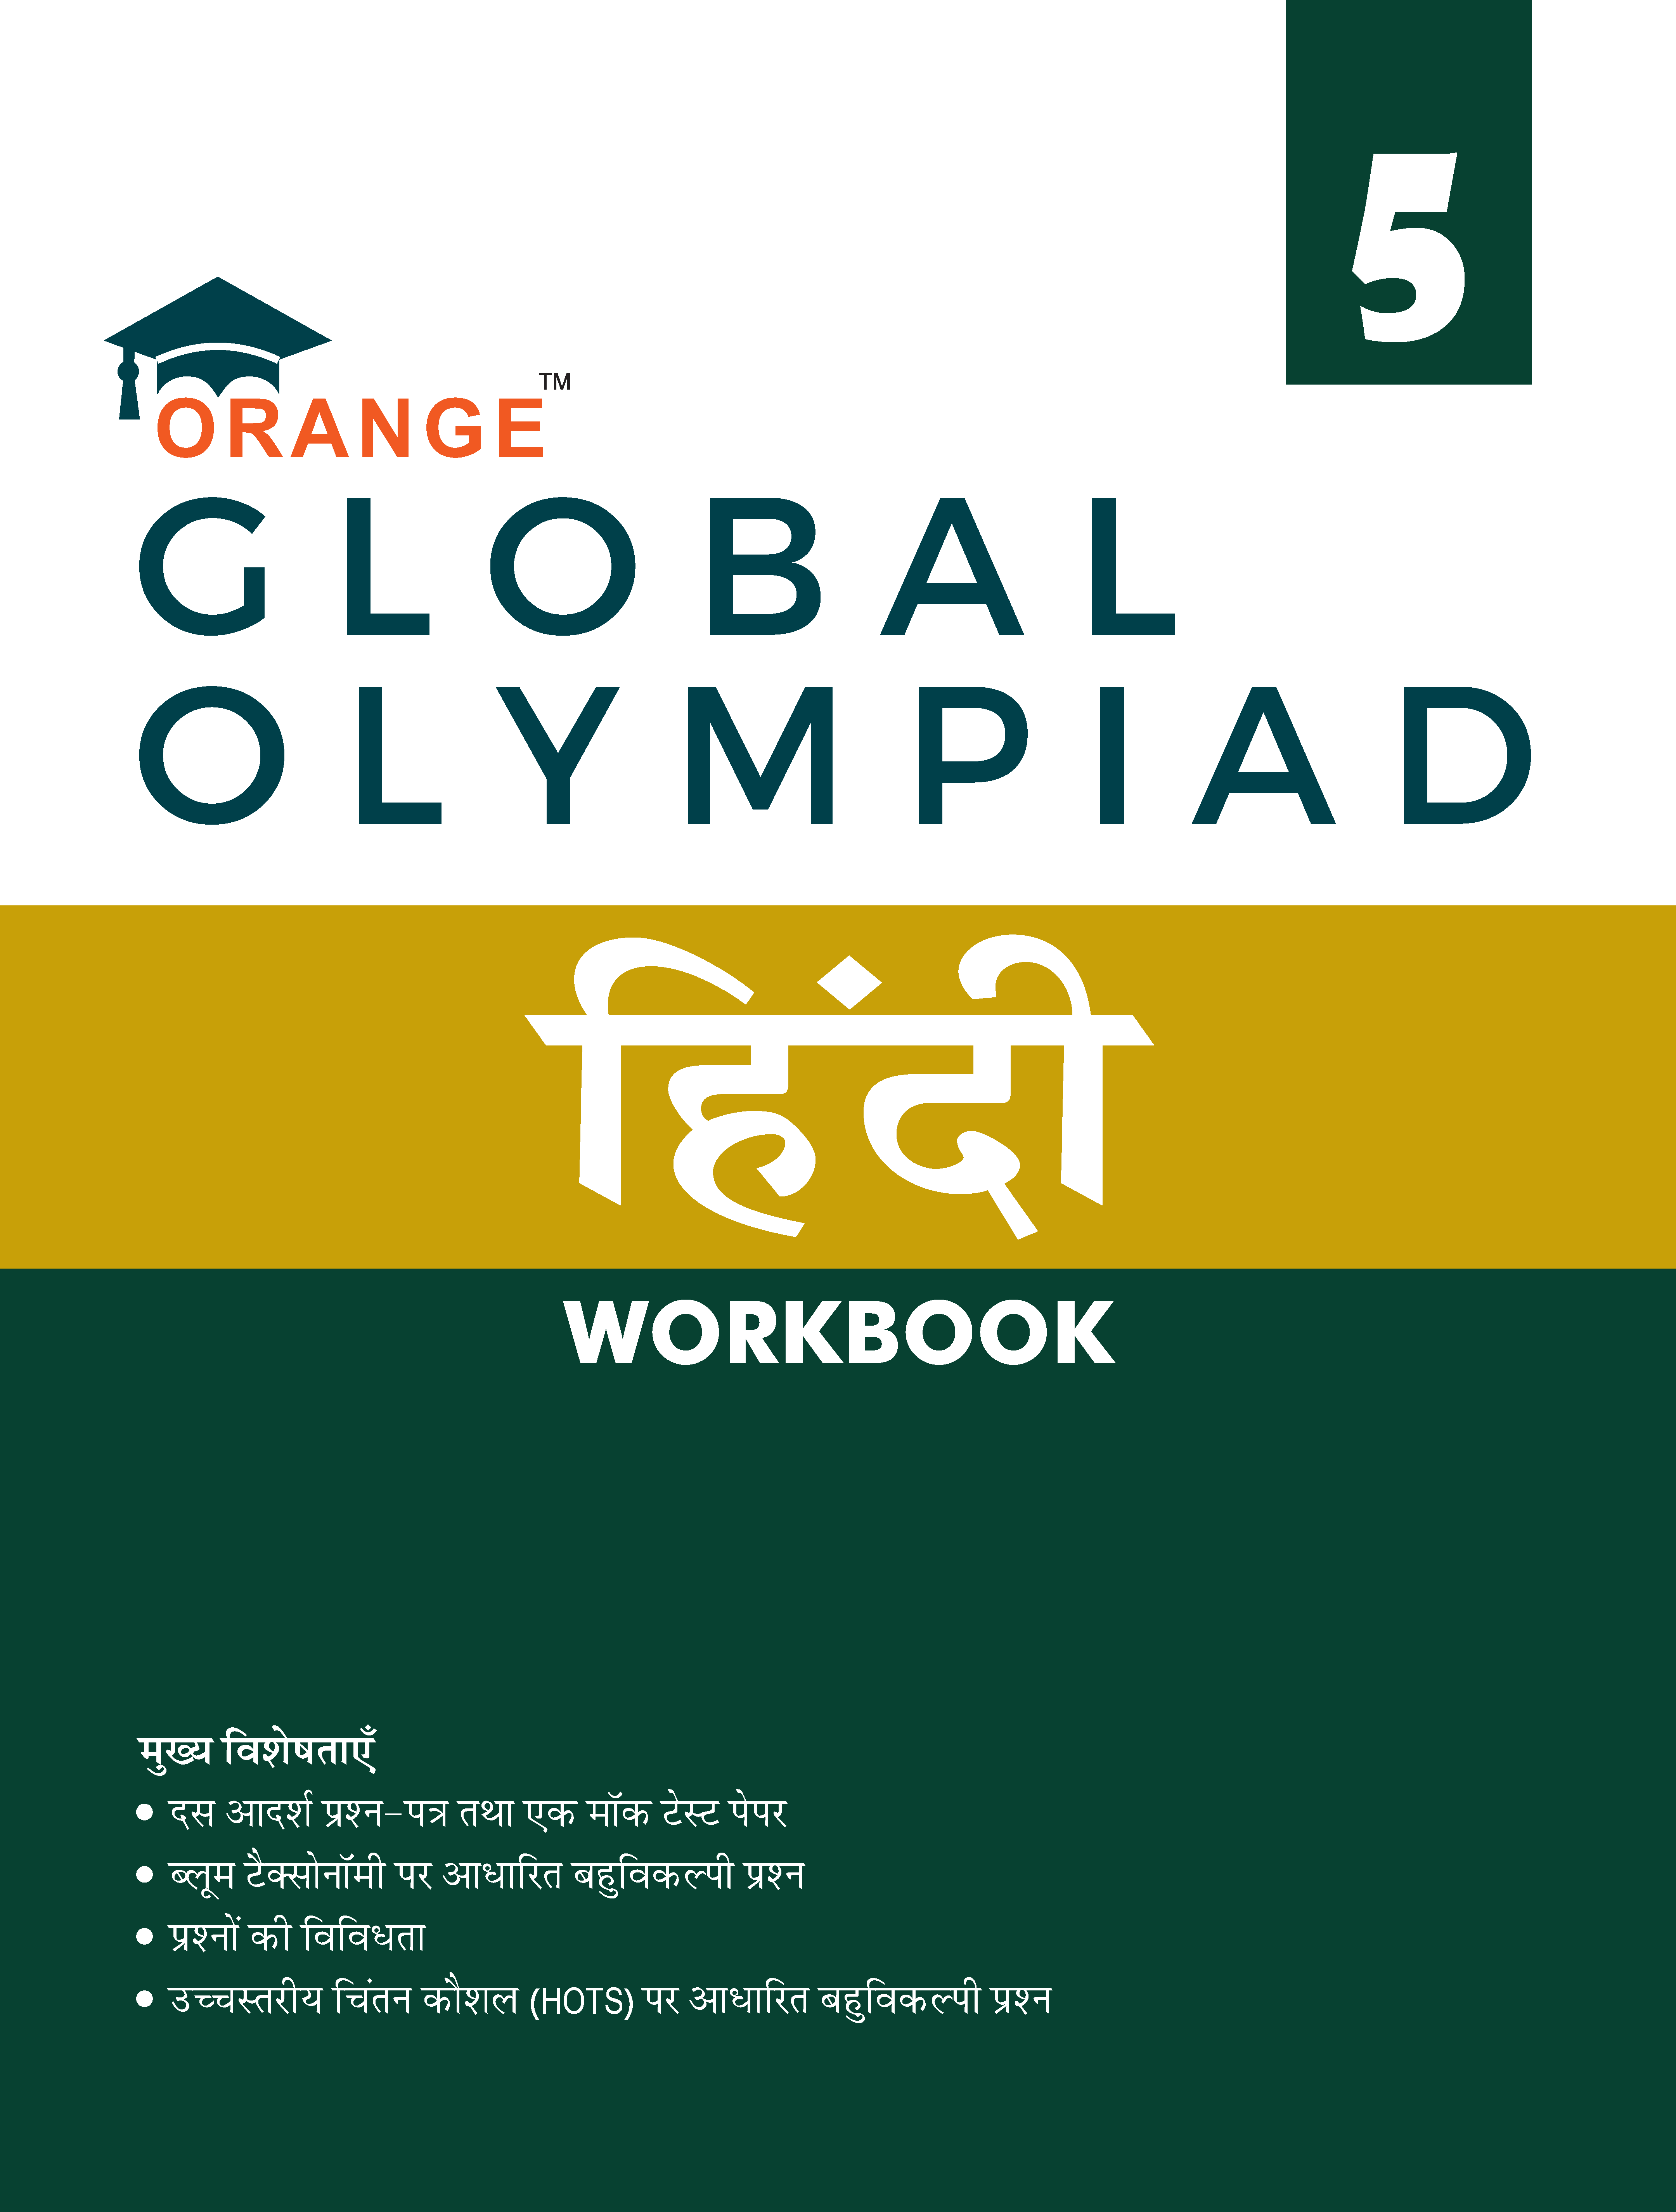 5
ORANGE™
GLOBAL
OLYMPIAD
हिंदी
WORKBOOK
मुख्य विशेषताएँ
• दस आदर्श प्रश्न-पत्र तथा एक मॉक टेस्ट पेपर
• ब्लूम टैक्सोनॉमी पर आधारित बहुविकल्पी प्रश्न
• प्रश्नों की विविधता
• उच्चस्तरीय चिंतन कौशल (HOTS) पर आधारित बहुविकल्पी प्रश्न